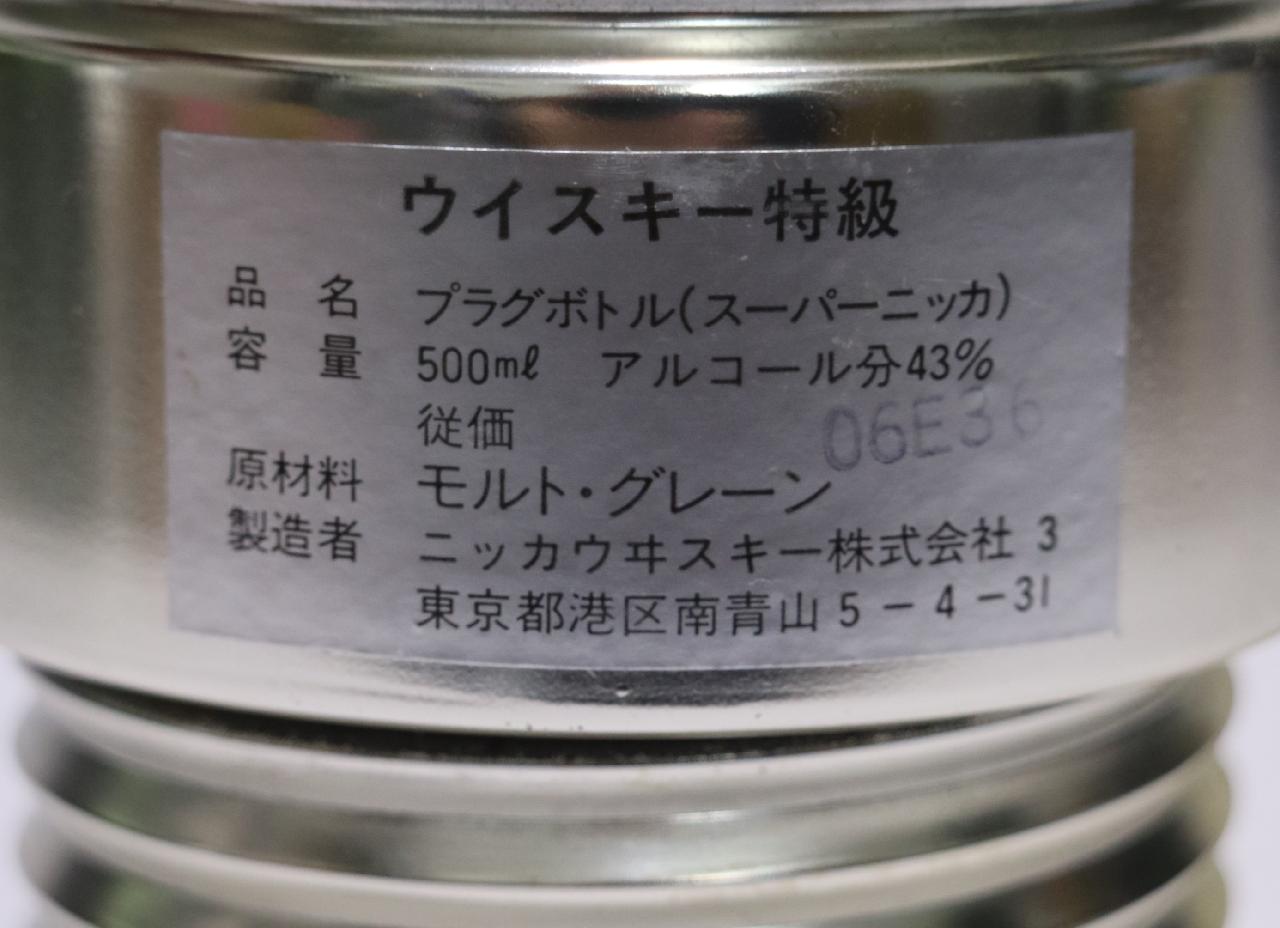 ウイスキー特級
品名 プラグボトル(スーパーニッカ)
容量 500mℓ アルコール分43%
従価
06E36
原材料 モルト・グレーン
製造者 ニッカウヰスキー株式会社 3
東京都港区南青山5-4-31